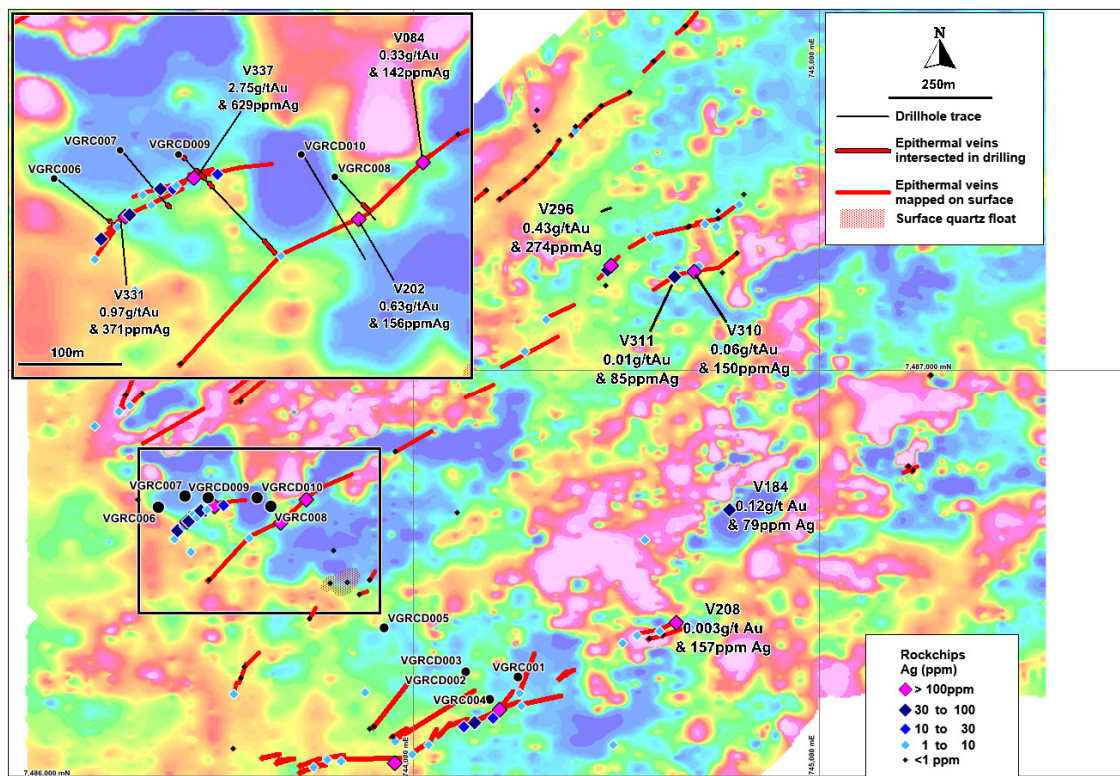 V084
0.33g/tAu
& 142ppmAg
V337
2.75g/tAu
& 629ppmAg
VGRC007
VGRCD009
VGRCD010
VGRC008
VGRC006
V331
0.97g/tAu
& 371ppmAg
V202
0.63g/tAu
& 156ppmAg
100m
745,000 mE
N
250m
Drillhole trace
Epithermal veins
intersected in drilling
Epithermal veins
mapped on surface
Surface quartz float
V296
0.43g/tAu
& 274ppmAg
V311
0.01g/tAu
& 85ppmAg
V310
0.06g/tAu
& 150ppmAg
7,487,000 mN
VGRC007
VGRCD009
VGRCD010
VGRC006
VGRC008
V184
0.12g/t Au
& 79ppm Ag
V208
0.003g/t Au
& 157ppm Ag
VGRCD005
VGRCD003
VGRCD002
VGRC001
VGRC004
Rockchips
Ag (ppm)
> 100ppm
30 to 100
10 to 30
1 to 10
<1 ppm
7,486,000 mN
744,000 mE
745,000 mE